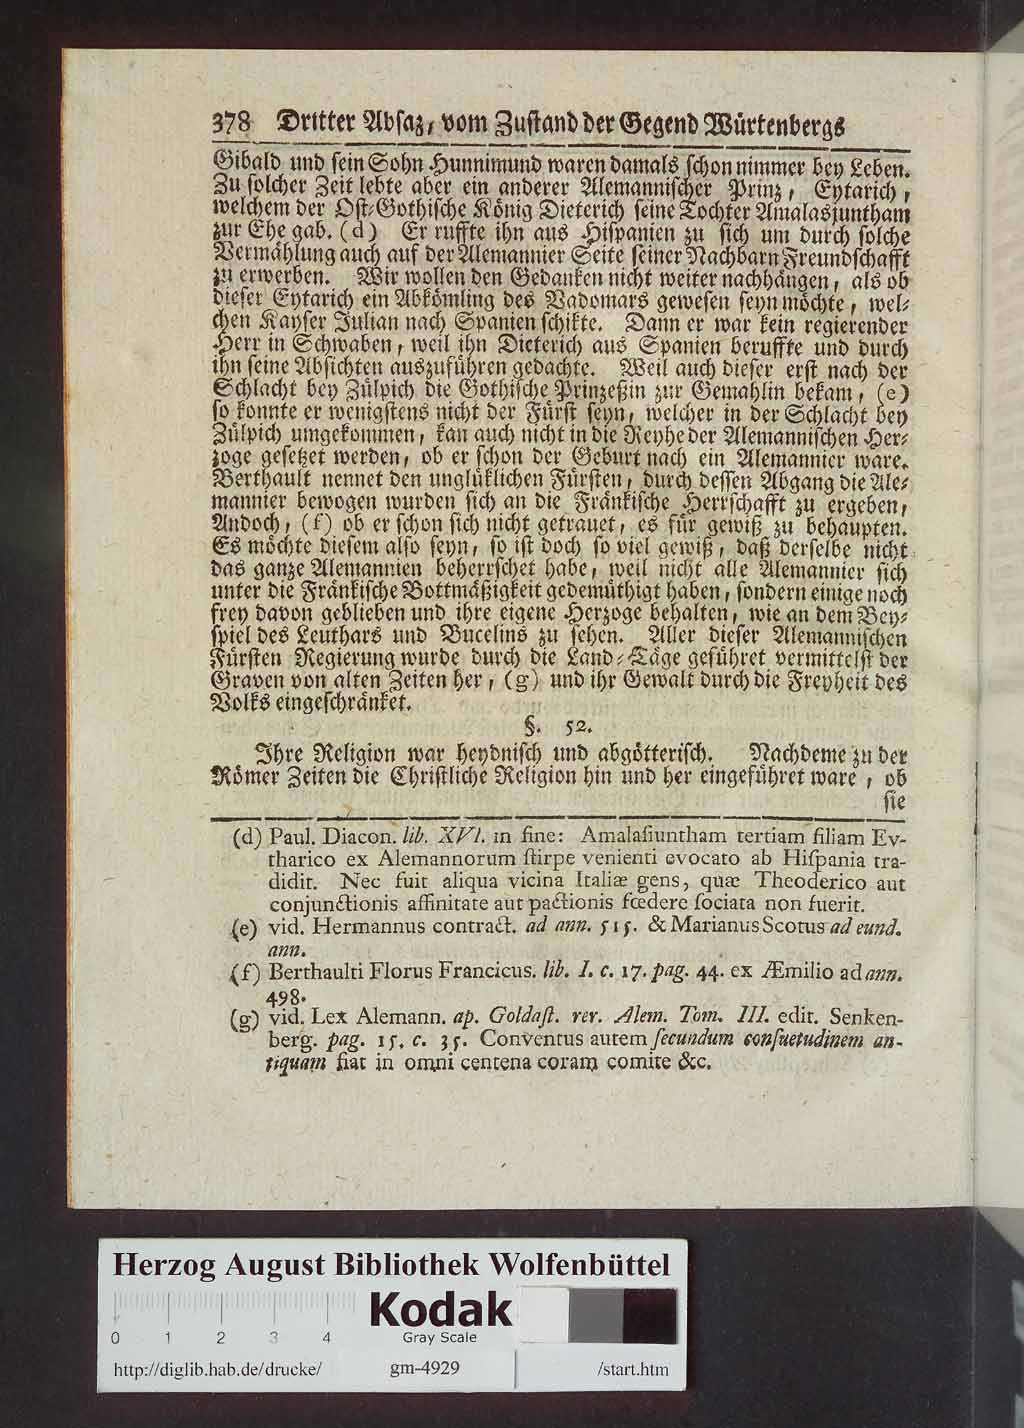 378 Dritter Absaz, vom Zustand der Gegend Würtenbergs
Gibald und sein Sohn Hunnimund waren damals schon nimmer bey Leben.
Zu solcher Zeit lebte aber ein anderer Alemannischer Prinz, Eytarich,
welchem der Ost-Gothische König Dieterich seine Tochter Amalasjuntham
zur Ehe gab. (d) Er ruffte ihn aus Hispanien zu sich um durch solche
Vermählung auch auf der Alemannier Seite seiner Nachbarn Freundschafft
zu erwerben. Wir wollen den Gedanken nicht weiter nachhängen, als ob
dieser Eytarich ein Abkömling des Vadomars gewesen seyn möchte, wel-
chen Kayser Julian nach Spanien schikte. Dann er war kein regierender
Herr in Schwaben, weil ihn Dieterich aus Spanien beruffte und durch
ihn seine Absichten auszuführen gedachte. Weil auch dieser erst nach der
Schlacht bey Zülpich die Gothische Prinzeßin zur Gemahlin bekam, (e)
so konnte er wenigstens nicht der Fürst seyn, welcher in der Schlacht bey
Zülpich umgekommen, kan auch nicht in die Reyhe der Alemannischen Her-
zoge gesetzet werden, ob er schon der Geburt nach ein Alemannier ware.
Berthault nennet den unglüklichen Fürsten, durch dessen Abgang die Ale-
mannier bewogen wurden sich an die Fränkische Herrschafft zu ergeben,
Andoch, (f) ob er schon sich nicht getrauet, es für gewiß zu behaupten.
Es möchte diesem also seyn, so ist doch so viel gewiß, daß derselbe nicht
das ganze Alemannien beherrschet habe, weil nicht alle Alemannier sich
unter die Fränkische Bottmäßigkeit gedemüthigt haben, sondern einige noch
frey davon geblieben und ihre eigene Herzoge behalten, wie an dem Bey-
spiel des Leuthars und Bucelins zu sehen. Aller dieser Alemannischen
Fürsten Regierung wurde durch die Land-Täge geführet vermittelst der
Graven von alten Zeiten her, (g) und ihr Gewalt durch die Freyheit des
Volks eingeschränket.
§. 52.
Ihre Religion war heydnisch und abgötterisch. Nachdeme zu der
Römer Zeiten die Christliche Religion hin und her eingeführet ware, ob
sie
(d) Paul. Diacon. lib. XVI. in fine: Amalasiuntham tertiam filiam Ev-
tharico ex Alemannorum stirpe venienti evocato ab Hispania tra-
didit. Nec fuit aliqua vicina Italiæ gens, quæ Theoderico aut
conjunctionis affinitate aut pactionis fœdere sociata non fuerit.
(e) vid. Hermannus contract. ad ann. 515. & Marianus Scotus ad eund.
ann.
(f) Berthaulti Florus Francicus. lib. I. c. 17. pag. 44. ex Æmilio ad ann.
498.
(g) vid. Lex Alemann. ap. Goldast. rer. Alem. Tom. III. edit. Senken-
berg. pag. 15. c. 35. Conventus autem secundum consuetudinem an-
tiquam fiat in omni centena coram comite &c.
Herzog August Bibliothek Wolfenbüttel
Kodak
Gray Scale
0 1 2 3 4
http://diglib.hab.de/drucke/ gm-4929 /start.htm